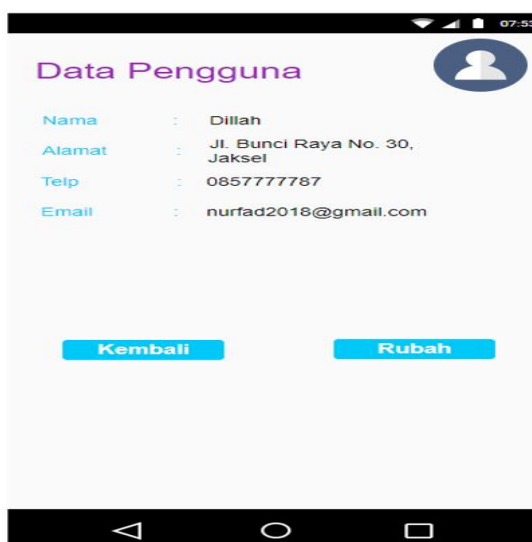 07:53
Data Pengguna
Nama : Dillah
Alamat : Jl. Bunci Raya No. 30,
Jaksel
Telp : 0857777787
Email : nurfad2018@gmail.com
Kembali Rubah